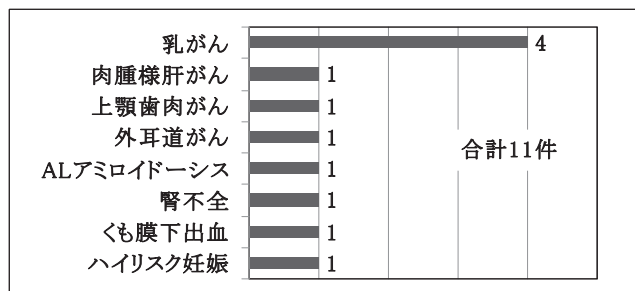 乳がん 4
肉腫様肝がん 1
上顎歯肉がん 1
外耳道がん 1
合計11件
ALアミロイドーシス 1
腎不全 1
くも膜下出血 1
ハイリスク妊娠 1